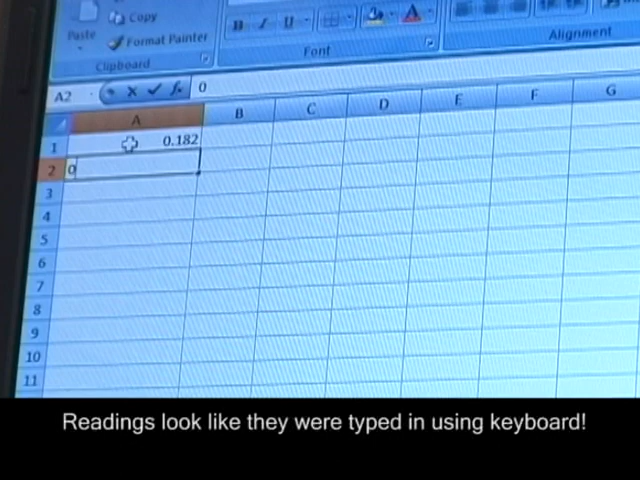 Copy
Paste
Format Painter
B I U A
Clipboard
Font
Alignment
A2 fx 0
A B C D E F G
1 0.182
2 0
3
4
5
6
7
8
9
10
11
Readings look like they were typed in using keyboard!